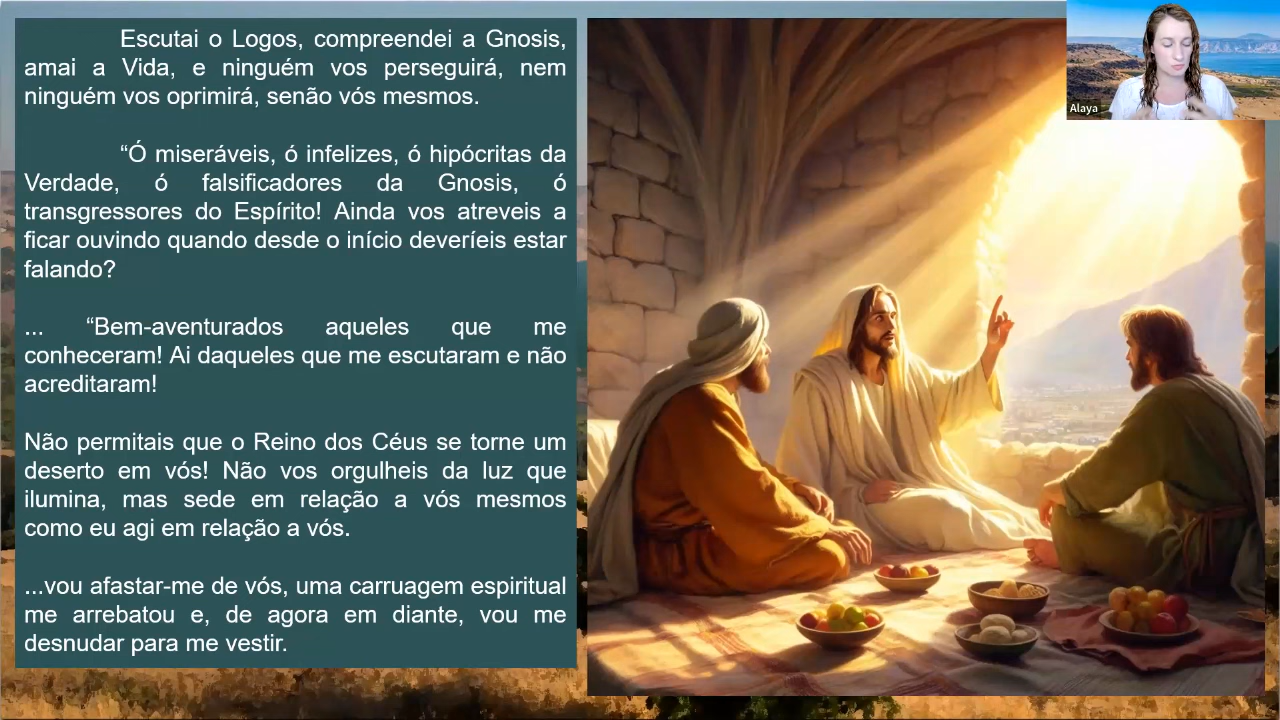 Escutai o Logos, compreendei a Gnosis,
amai a Vida, e ninguém vos perseguirá, nem
ninguém vos oprimirá, senão vós mesmos.
“Ó miseráveis, ó infelizes, ó hipócritas da
Verdade, ó falsificadores da Gnosis, ó
transgressores do Espírito! Ainda vos atreveis a
ficar ouvindo quando desde o início deveríeis estar
falando?
... “Bem-aventurados aqueles que me
conheceram! Ai daqueles que me escutaram e não
acreditaram!
Não permitais que o Reino dos Céus se torne um
deserto em vós! Não vos orgulheis da luz que
ilumina, mas sede em relação a vós mesmos
como eu agi em relação a vós.
...vou afastar-me de vós, uma carruagem espiritual
me arrebatou e, de agora em diante, vou me
desnudar para me vestir.
Alaya